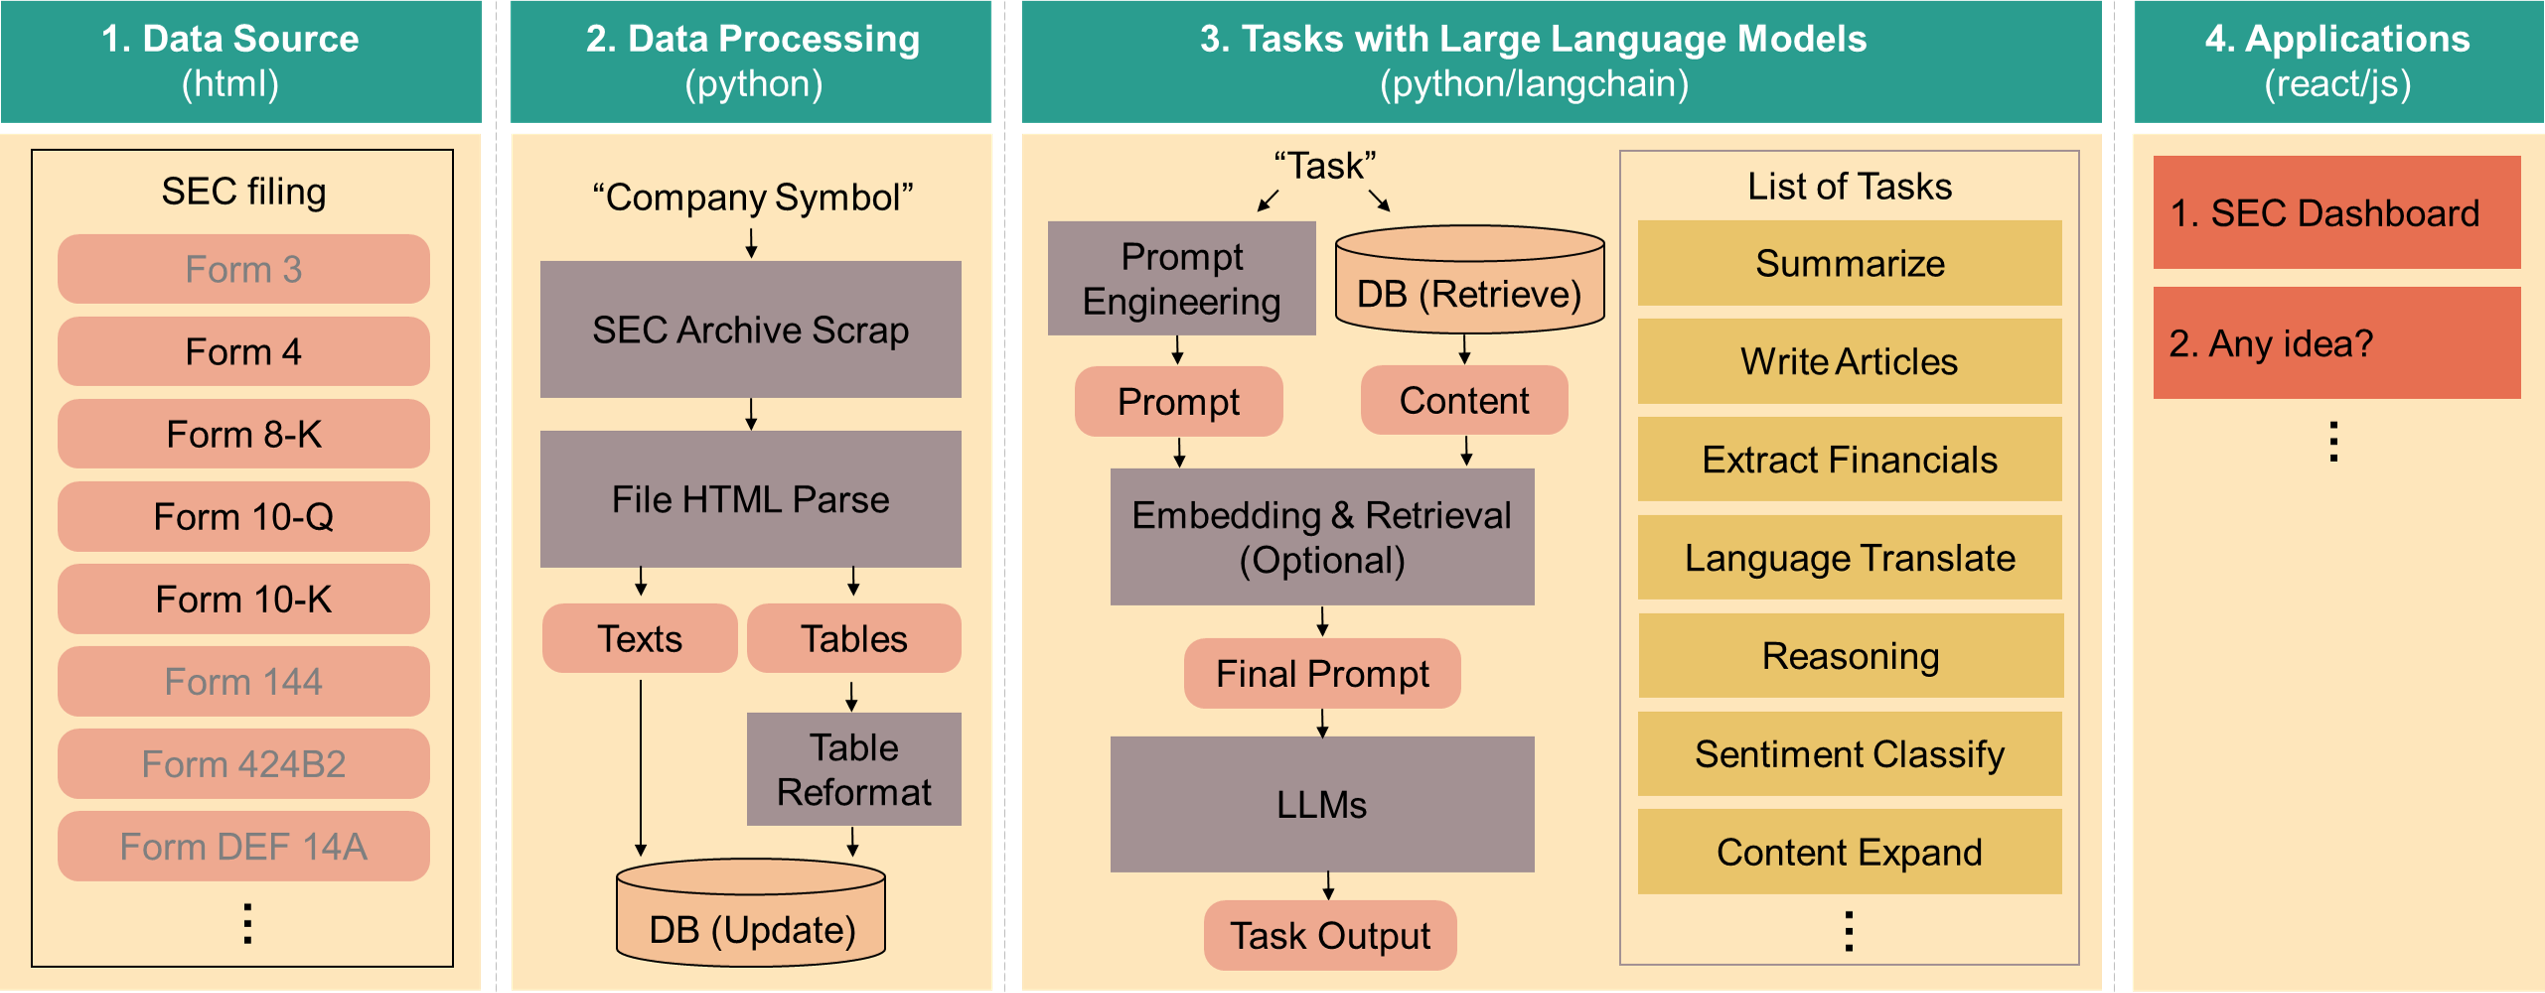 1. Data Source
(html)
SEC filing
Form 3
Form 4
Form 8-K
Form 10-Q
Form 10-K
Form 144
Form 424B2
Form DEF 14A
2. Data Processing
(python)
“Company Symbol”
SEC Archive Scrap
File HTML Parse
Texts
Tables
Table
Reformat
DB (Update)
3. Tasks with Large Language Models
(python/langchain)
“Task”
Prompt
Engineering
DB (Retrieve)
Prompt
Content
Embedding & Retrieval
(Optional)
Final Prompt
LLMs
Task Output
List of Tasks
Summarize
Write Articles
Extract Financials
Language Translate
Reasoning
Sentiment Classify
Content Expand
4. Applications
(react/js)
1. SEC Dashboard
2. Any idea?